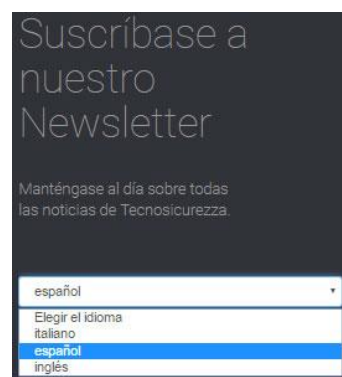 Suscríbase a
nuestro
Newsletter
Manténgase al día sobre todas
las noticias de Tecnosicurezza.
español
Elegir el idioma
italiano
español
inglés